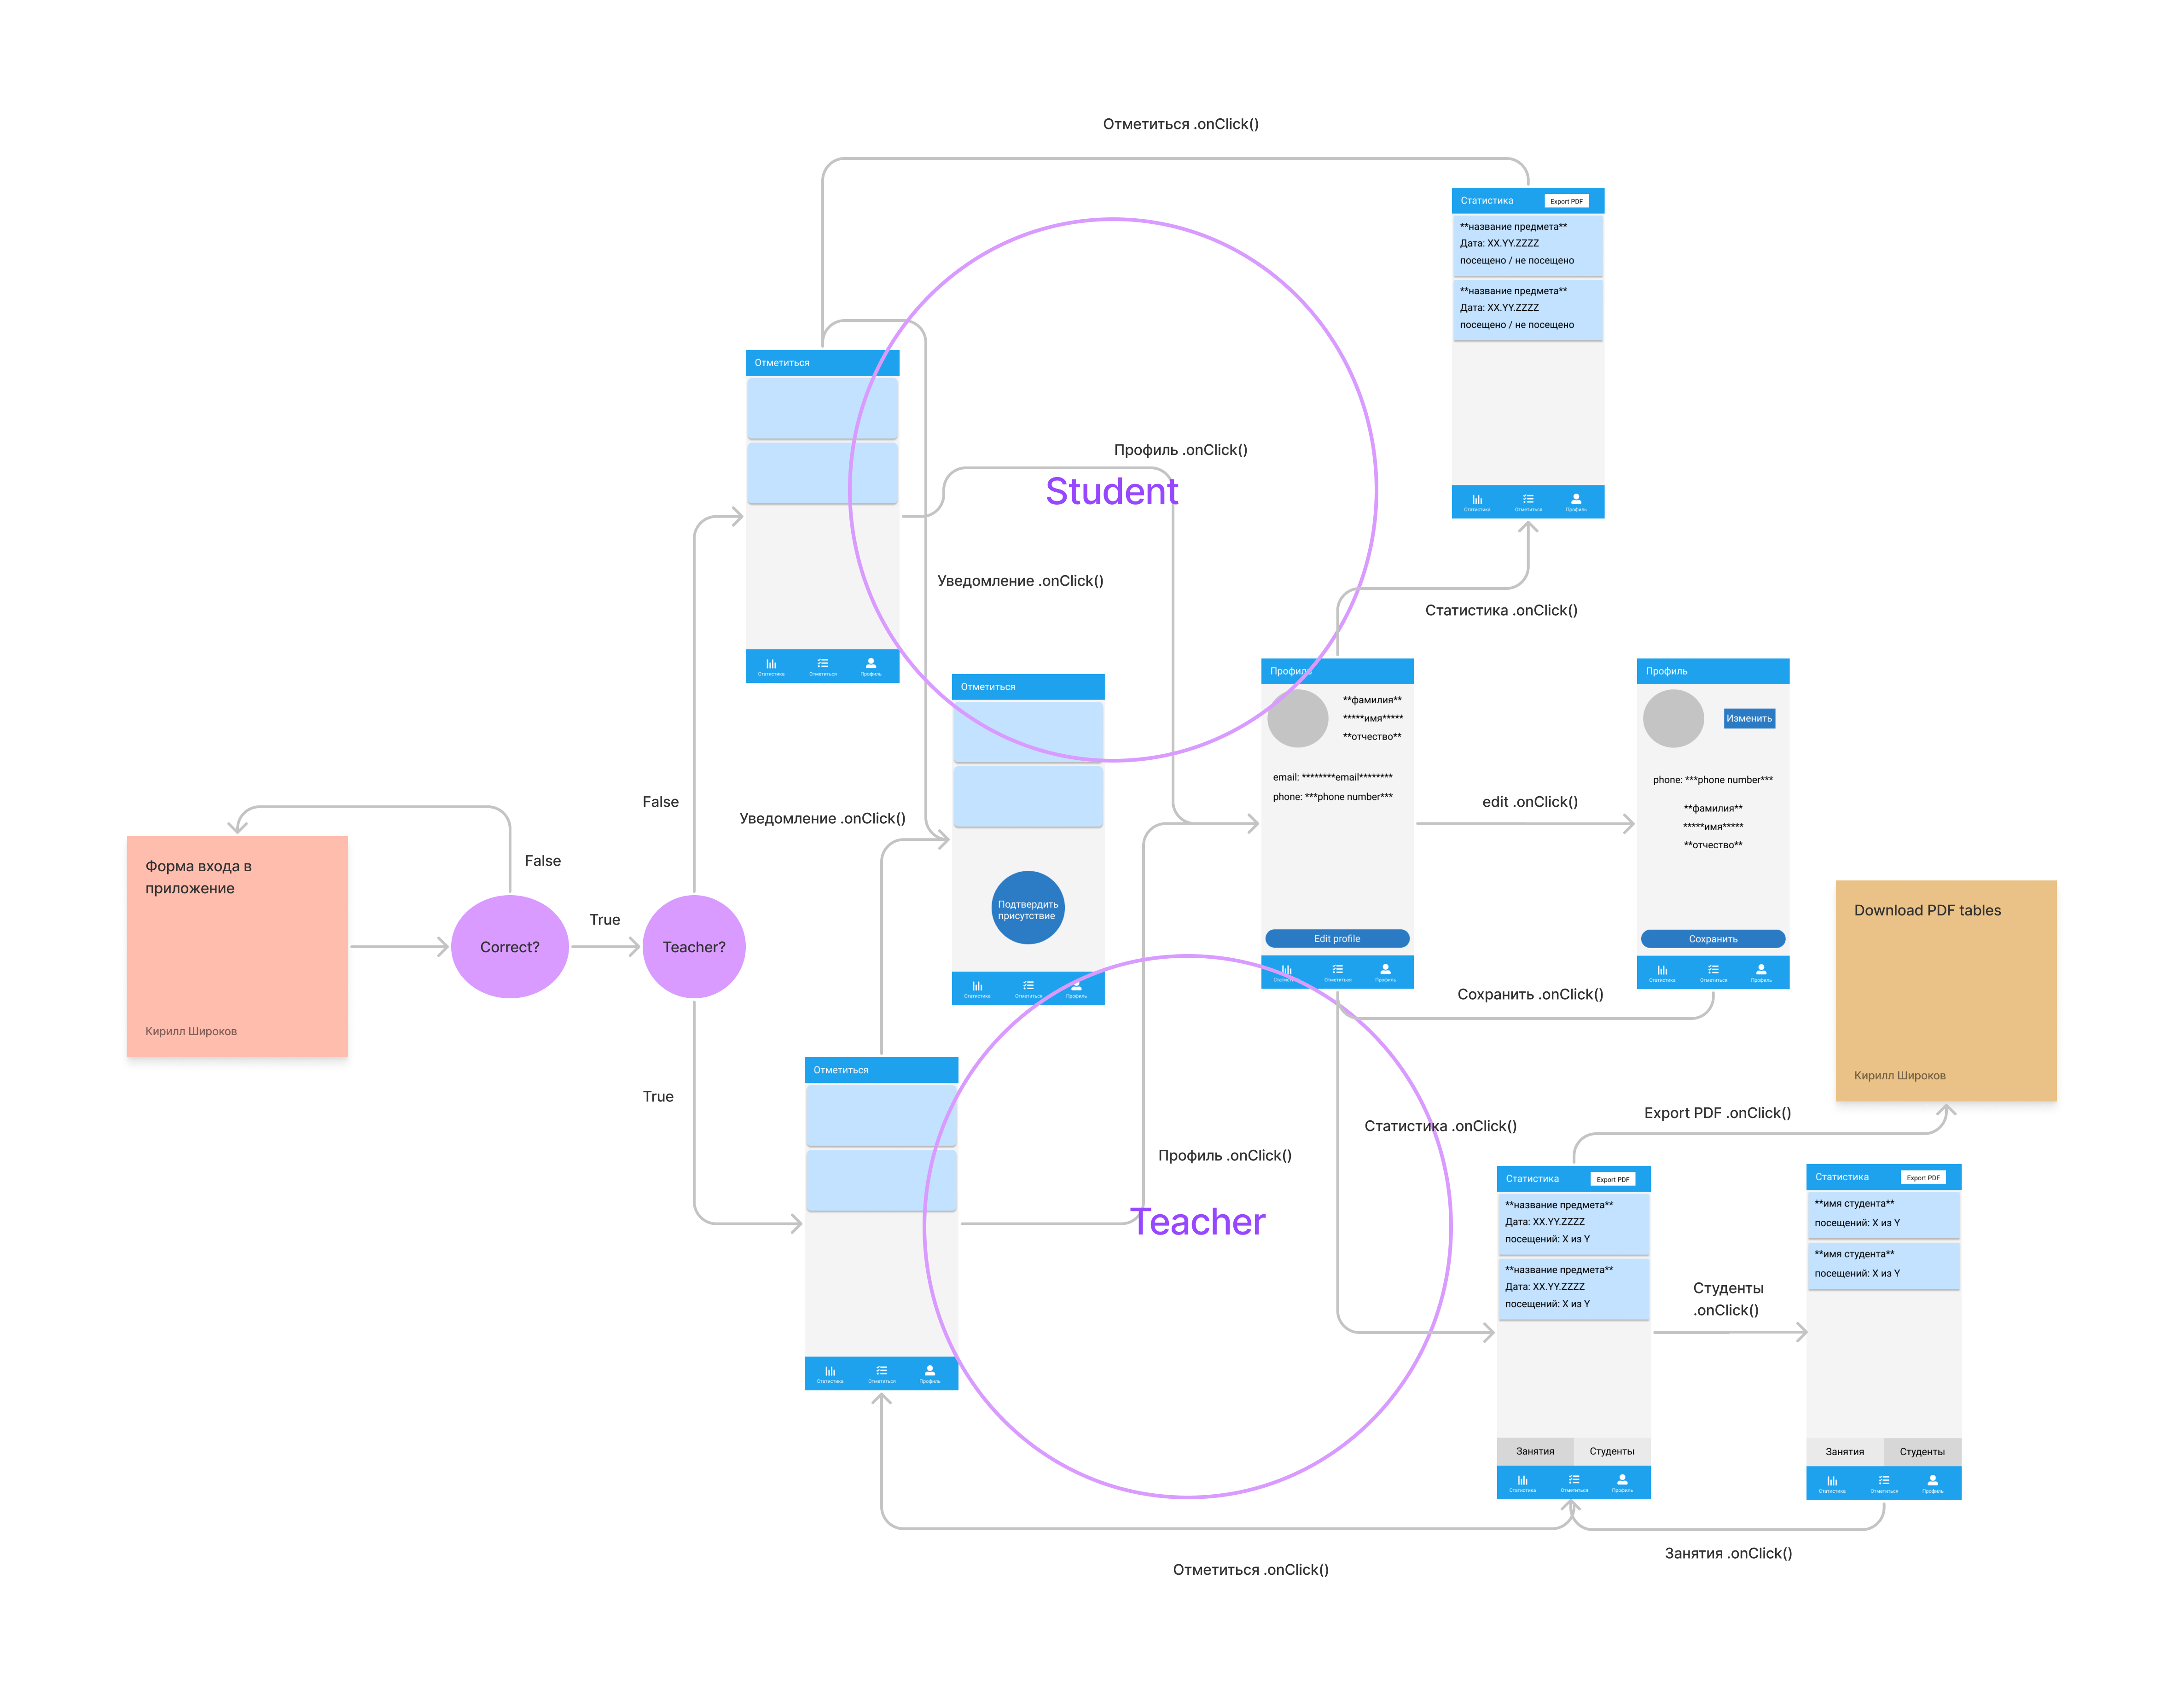 Отметиться .onClick()
Статистика
Export PDF
**название предмета**
Дата: XX.YY.ZZZZ
посещено / не посещено
**название предмета**
Дата: XX.YY.ZZZZ
посещено / не посещено
Статистика Отметиться Профиль
Отметиться
Статистика Отметиться Профиль
Профиль .onClick()
Student
Уведомление .onClick()
Статистика .onClick()
Отметиться
Подтвердить
присутствие
Статистика Отметиться Профиль
Профиль
**фамилия**
*****имя*****
**отчество**
email: ********email********
phone: ***phone number***
Edit profile
Статистика Отметиться Профиль
edit .onClick()
Профиль
Изменить
phone: ***phone number***
**фамилия**
*****имя*****
**отчество**
Сохранить
Статистика Отметиться Профиль
Сохранить .onClick()
Форма входа в
приложение
Кирилл Широков
False
Correct?
True
Teacher?
False
True
Уведомление .onClick()
Отметиться
Статистика Отметиться Профиль
Профиль .onClick()
Teacher
Статистика .onClick()
Download PDF tables
Кирилл Широков
Export PDF .onClick()
Статистика
Export PDF
**название предмета**
Дата: XX.YY.ZZZZ
посещений: X из Y
**название предмета**
Дата: XX.YY.ZZZZ
посещений: X из Y
Занятия Студенты
Статистика Отметиться Профиль
Студенты
.onClick()
Статистика
Export PDF
**имя студента**
посещений: X из Y
**имя студента**
посещений: X из Y
Занятия Студенты
Статистика Отметиться Профиль
Занятия .onClick()
Отметиться .onClick()